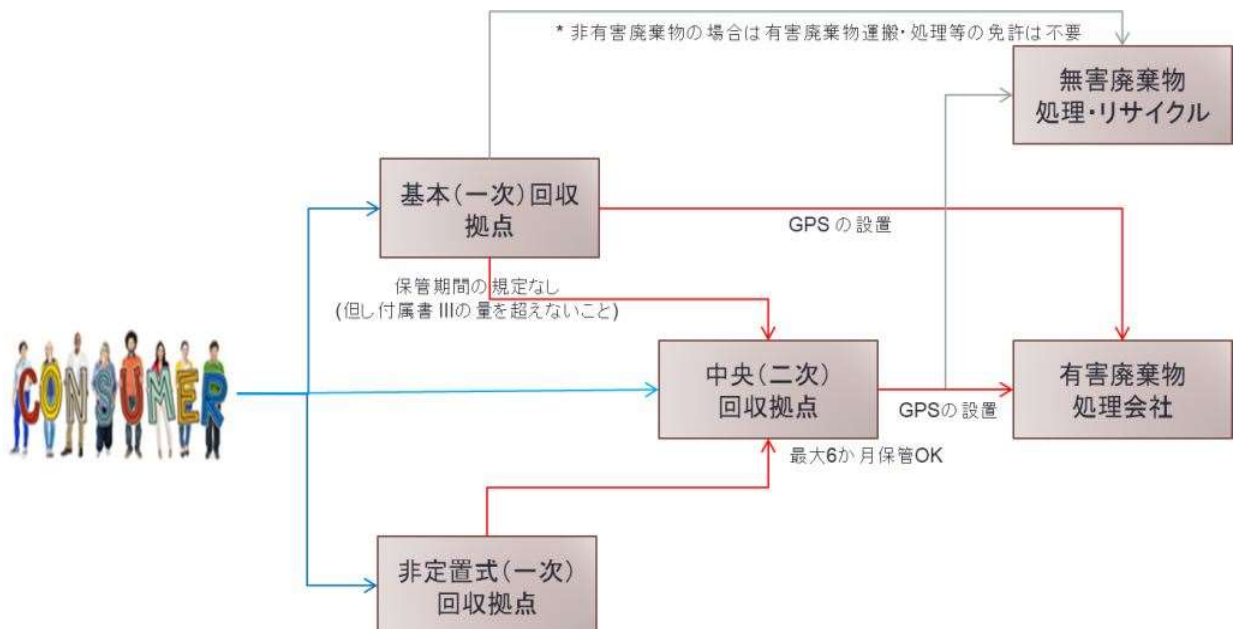 * 非有害廃棄物の場合は有害廃棄物運搬・処理等の免許は不要
無害廃棄物
処理・リサイクル
基本(一次)回収
拠点
GPS の設置
保管期間の規定なし
(但し付属書 IIIの量を超えないこと)
CONSUMER
中央(二次)
回収拠点
GPSの設置
有害廃棄物
処理会社
最大6か月保管OK
非定置式(一次)
回収拠点